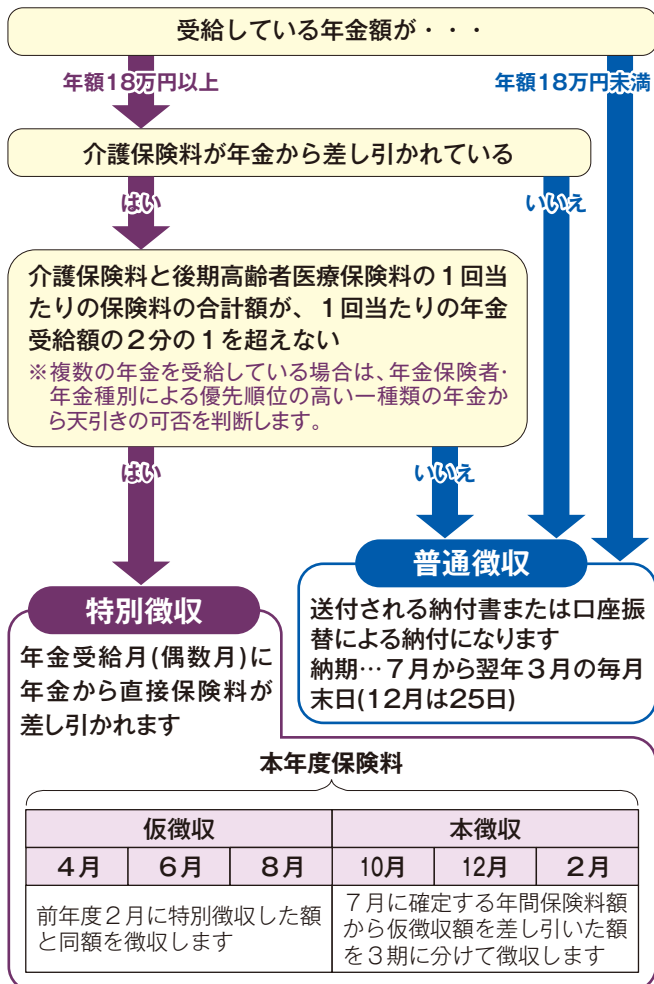 受給している年金額が・・・
年額18万円以上
年額18万円未満
介護保険料が年金から差し引かれている
はい
いいえ
介護保険料と後期高齢者医療保険料の１回当
たりの保険料の合計額が、１回当たりの年金
受給額の２分の１を超えない
※複数の年金を受給している場合は、年金保険者・
年金種別による優先順位の高い一種類の年金か
ら天引きの可否を判断します。
はい
いいえ
普通徴収
送付される納付書または口座振
替による納付になります
納期…７月から翌年３月の毎月
末日(12月は25日)
特別徴収
年金受給月(偶数月)に
年金から直接保険料が
差し引かれます
本年度保険料
仮徴収
本徴収
４月
６月
８月
10月
12月
２月
前年度２月に特別徴収した額
と同額を徴収します
７月に確定する年間保険料額
から仮徴収額を差し引いた額
を３期に分けて徴収します